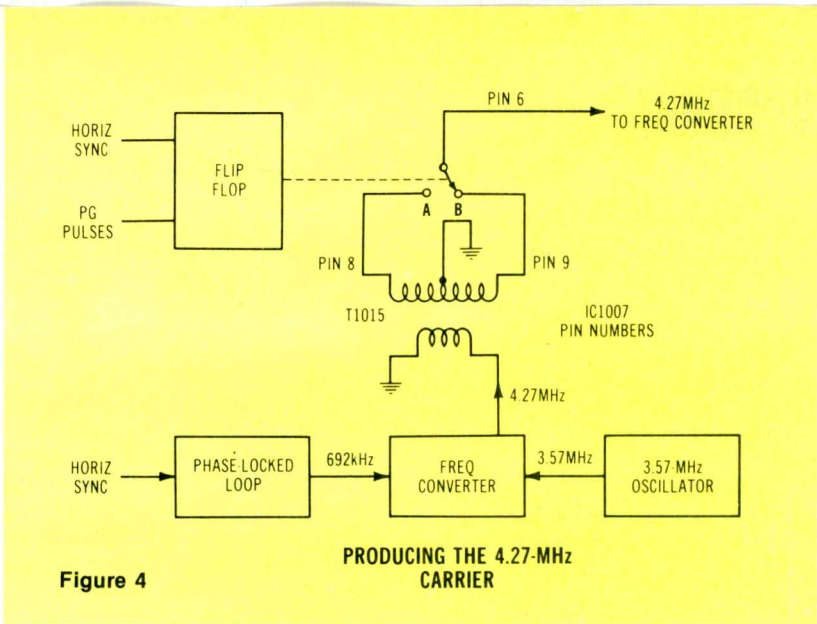 PIN 6
4.27MHz
TO FREQ CONVERTER
HORIZ
SYNC
FLIP
FLOP
PG
PULSES
A
B
PIN 8
PIN 9
T1015
IC1007
PIN NUMBERS
4.27MHz
HORIZ
SYNC
PHASE-LOCKED
LOOP
692kHz
FREQ
CONVERTER
3.57MHz
3.57-MHz
OSCILLATOR
Figure 4
PRODUCING THE 4.27-MHz
CARRIER